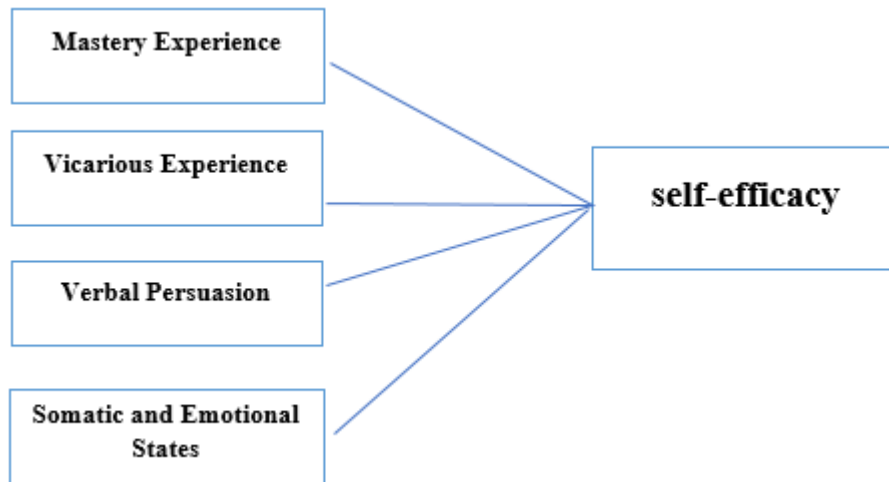 Mastery Experience
Vicarious Experience
self-efficacy
Verbal Persuasion
Somatic and Emotional
States